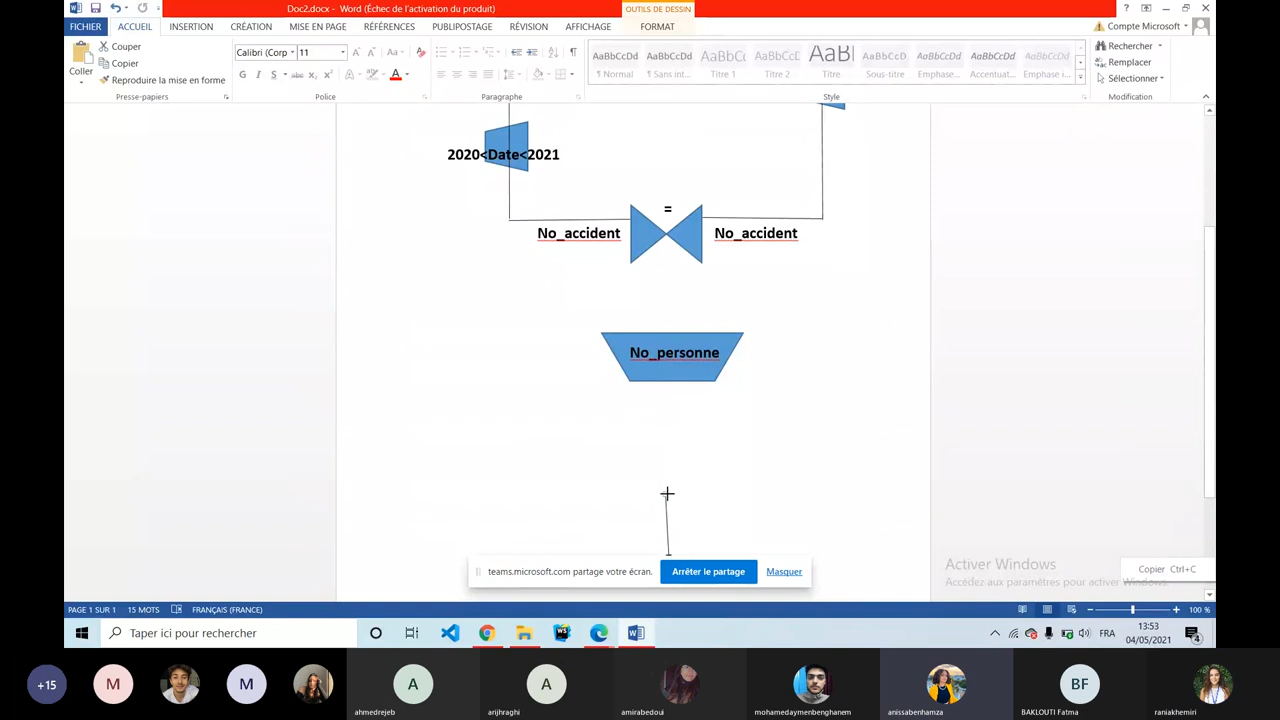 Doc2.docx - Word (Échec de l'activation du produit)
OUTILS DE DESSIN
?
FICHIER ACCUEIL INSERTION CRÉATION MISE EN PAGE RÉFÉRENCES PUBLIPOSTAGE RÉVISION AFFICHAGE FORMAT Compte Microsoft
Coller
Couper
Copier
Reproduire la mise en forme
Presse-papiers
Calibri (Corp 11
G I S abc x₂ x² A
Police
Paragraphe
AaBbCcDd AaBbCcDd AaBbCc AaBbCcC AaBl AaBbCcD AaBbCcDd AaBbCcDd AaBbCcDd
¶ Normal ¶ Sans int... Titre 1 Titre 2 Titre Sous-titre Emphase... Accentuat... Emphase i...
Style
Rechercher
Remplacer
Sélectionner
Modification
2020<Date<2021
=
No_accident No_accident
No_personne
teams.microsoft.com partage votre écran. Arrêter le partage Masquer
Activer Windows
Accédez aux paramètres pour activer Windows.
Copier Ctrl+C
PAGE 1 SUR 1 15 MOTS FRANÇAIS (FRANCE) 100 %
Taper ici pour rechercher
FRA
13:53
04/05/2021
4
+15 M M A A BF
ahmedrejeb arijhraghi amirabedoui mohamedaymenbenghanem anissabenhamza BAKLOUTI Fatma raniakhemiri